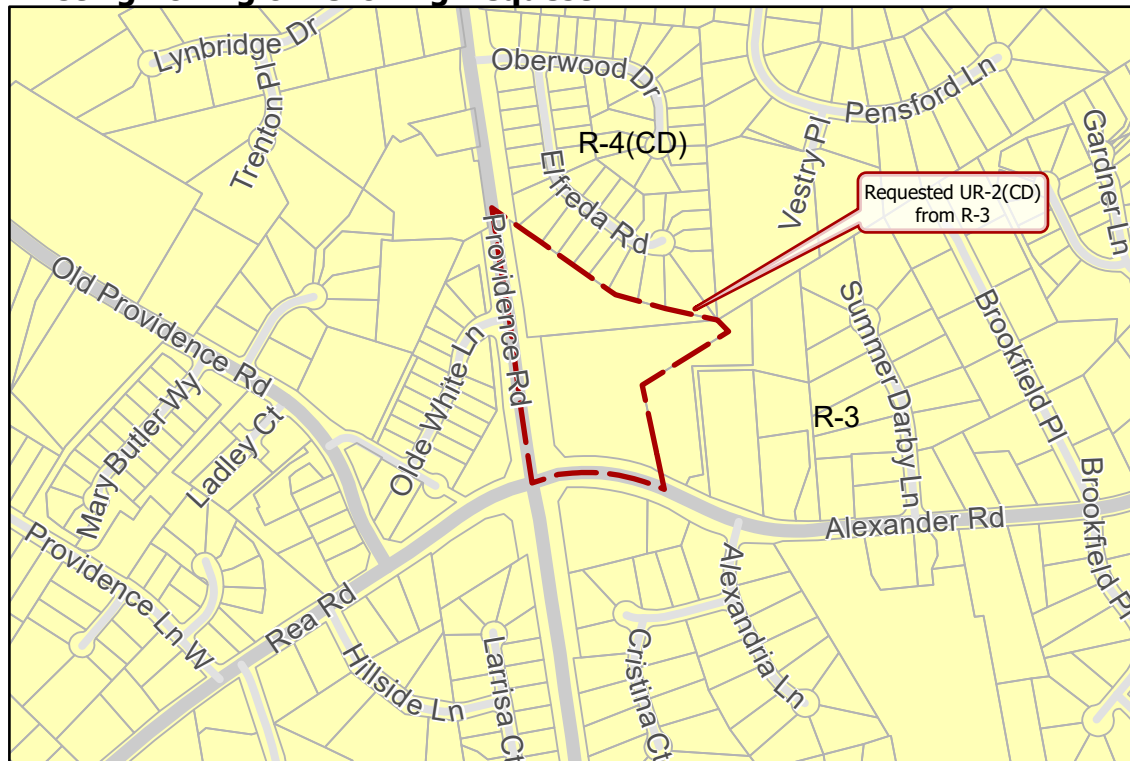 Lynbridge Dr
Trenton Pl
Oberwood Dr
R-4(CD)
Elfreda Rd
Pensford Ln
Vestry Pl
Gardner Ln
Requested UR-2(CD)
from R-3
Old Providence Rd
Providence Rd
Olde White Ln
Mary Butler Wy
Ladley Ct
Summer Darby Ln
Brookfield Pl
R-3
Brookfield Pl
Alexander Rd
Providence Ln W
Rea Rd
Hillside Ln
Larrisa Ct
Cristina Ct
Alexandria Ln